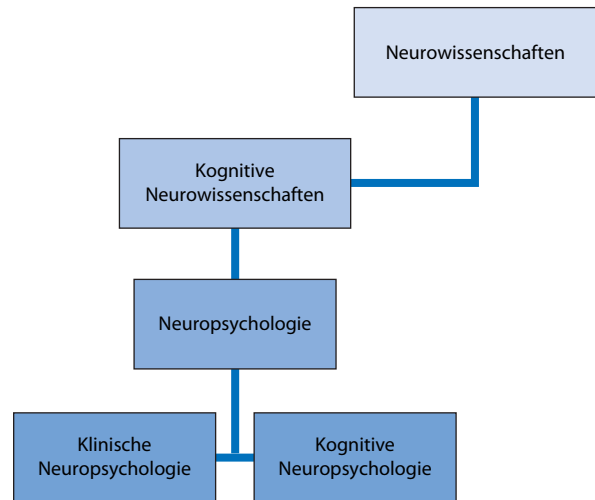 Neurowissenschaften
Kognitive
Neurowissenschaften
Neuropsychologie
Klinische
Neuropsychologie
Kognitive
Neuropsychologie